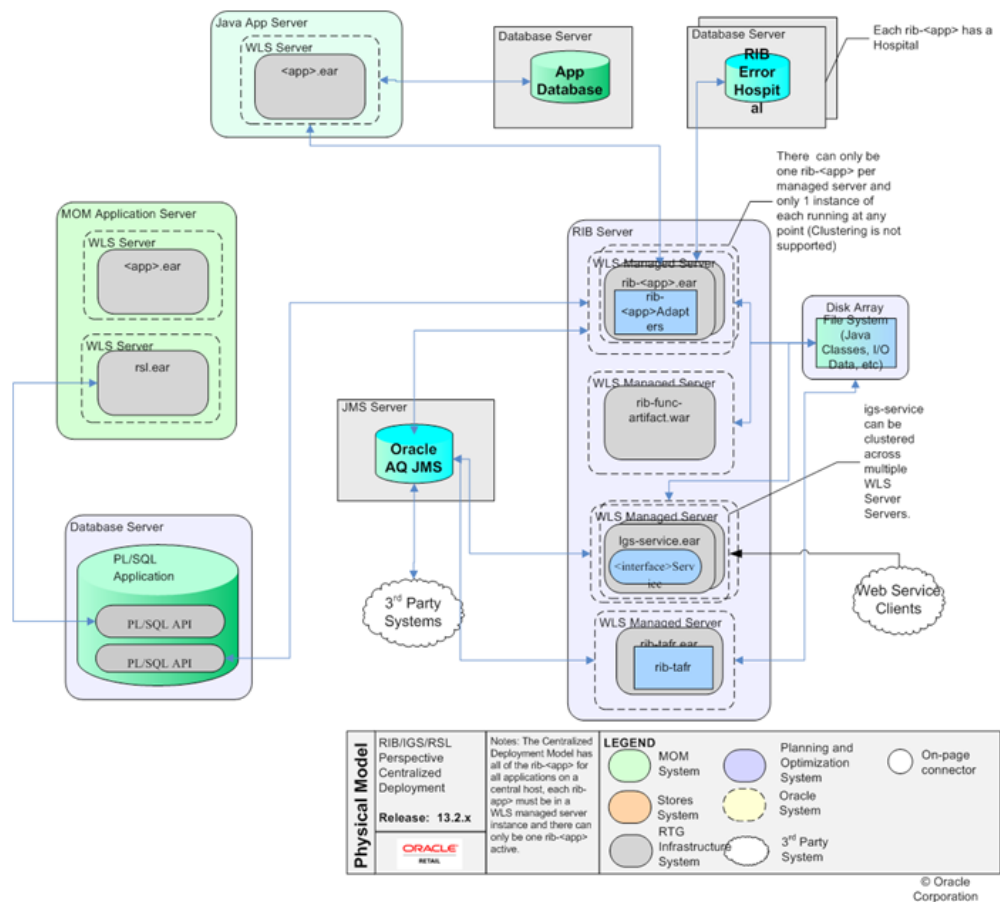 Java App Server
WLS Server
<app>.ear
Database Server
App
Database
Database Server
RIB
Error
Hospit
al
Each rib-<app> has a
Hospital
There can only be
one rib-<app> per
managed server and
only 1 instance of
each running at any
point (Clustering is not
supported)
MOM Application Server
WLS Server
<app>.ear
WLS Server
rsl.ear
RIB Server
WLS Managed Server
rib-<app>.ear
rib-
<app>Adapt
ers
Disk Array
File System
(Java
Classes, I/O
Data, etc)
WLS Managed Server
rib-func-
artifact.war
JMS Server
Oracle
AQ JMS
igs-service
can be
clustered
across
multiple
WLS
Server
Servers.
WLS Managed Server
Igs-service.ear
<interface>Serv
ice
Database Server
PL/SQL
Application
PL/SQL API
PL/SQL API
3rd Party
Systems
Web Service
Clients
WLS Managed Server
rib-tafr.ear
rib-tafr
Physical Model
RIB/IGS/RSL
Perspective
Centralized
Deployment
Release: 13.2.x
ORACLE
RETAIL
Notes: The Centralized
Deployment Model has
all of the rib-<app> for
all applications on a
central host, each rib-
app> must be in a
WLS managed server
instance and there can
only be one rib-<app>
active.
LEGEND
MOM
System
Planning and
Optimization
System
On-page
connector
Stores
System
Oracle
System
RTG
Infrastructure
System
3rd Party
System
© Oracle
Corporation